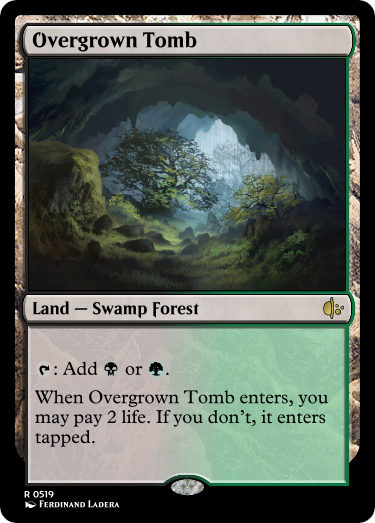 Overgrown Tomb
Land — Swamp Forest
: Add or .
When Overgrown Tomb enters, you
may pay 2 life. If you don't, it enters
tapped.
R 0519
Ferdinand Ladera